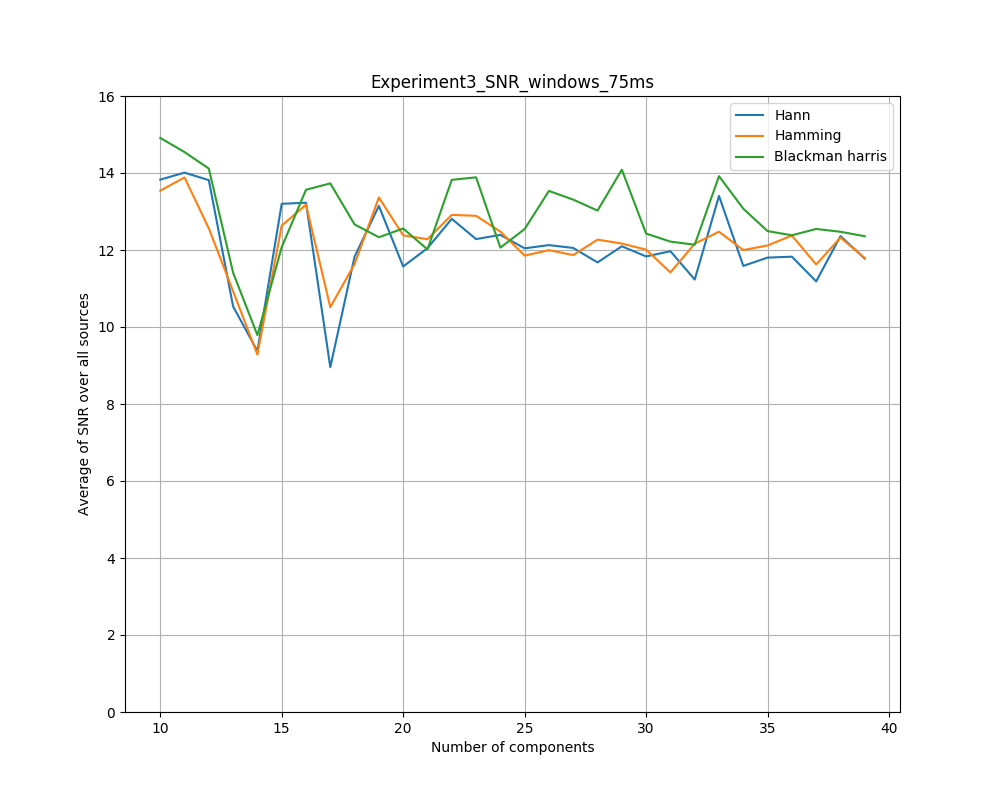 Experiment3_SNR_windows_75ms
Hann
Hamming
Blackman harris
Average of SNR over all sources
16
14
12
10
8
6
4
2
0
10 15 20 25 30 35 40
Number of components